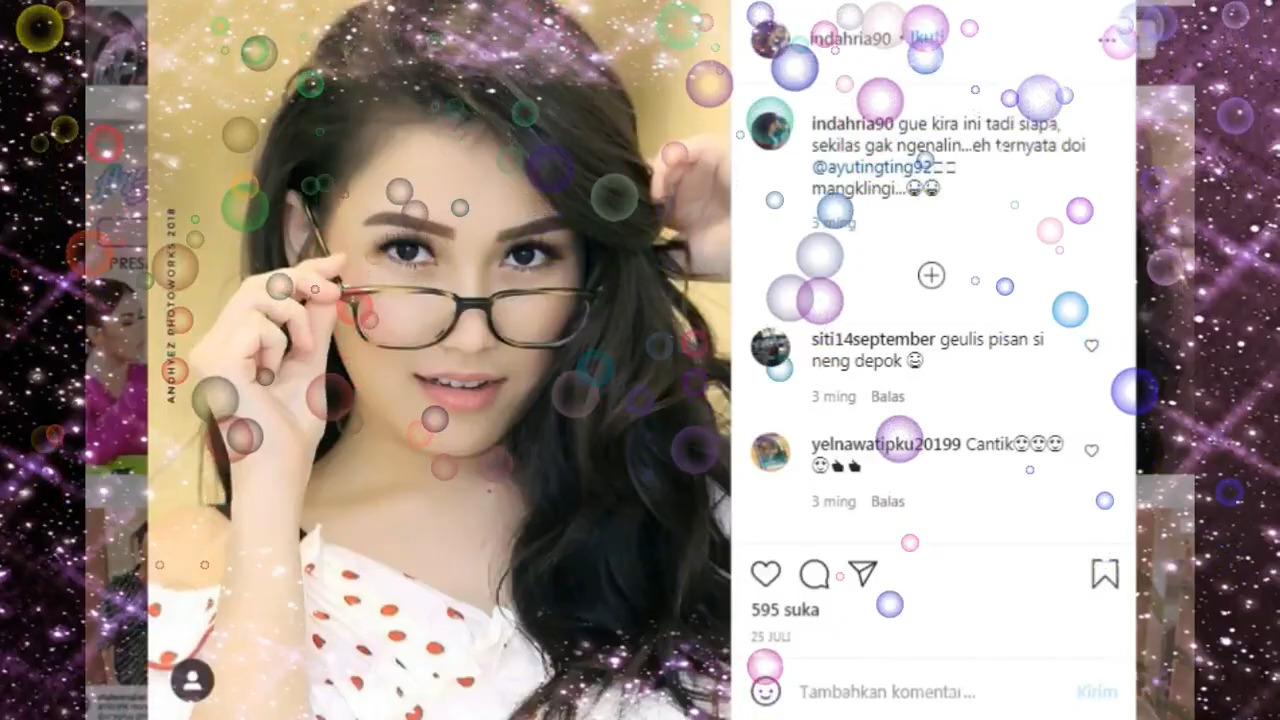 PRES
ANDHYEZ PHOTOWORKS 2018
indahria90 • Ikuti
indahria90 gue kira ini tadi siapa,
sekilas gak ngenalin...eh ternyata doi
@ayutingting92
mangklingi...
3 ming
siti14september geulis pisan si
neng depok
3 ming Balas
yelnawatipku20199 Cantik
3 ming Balas
595 suka
25 JULI
Tambahkan komentar...
Kirim